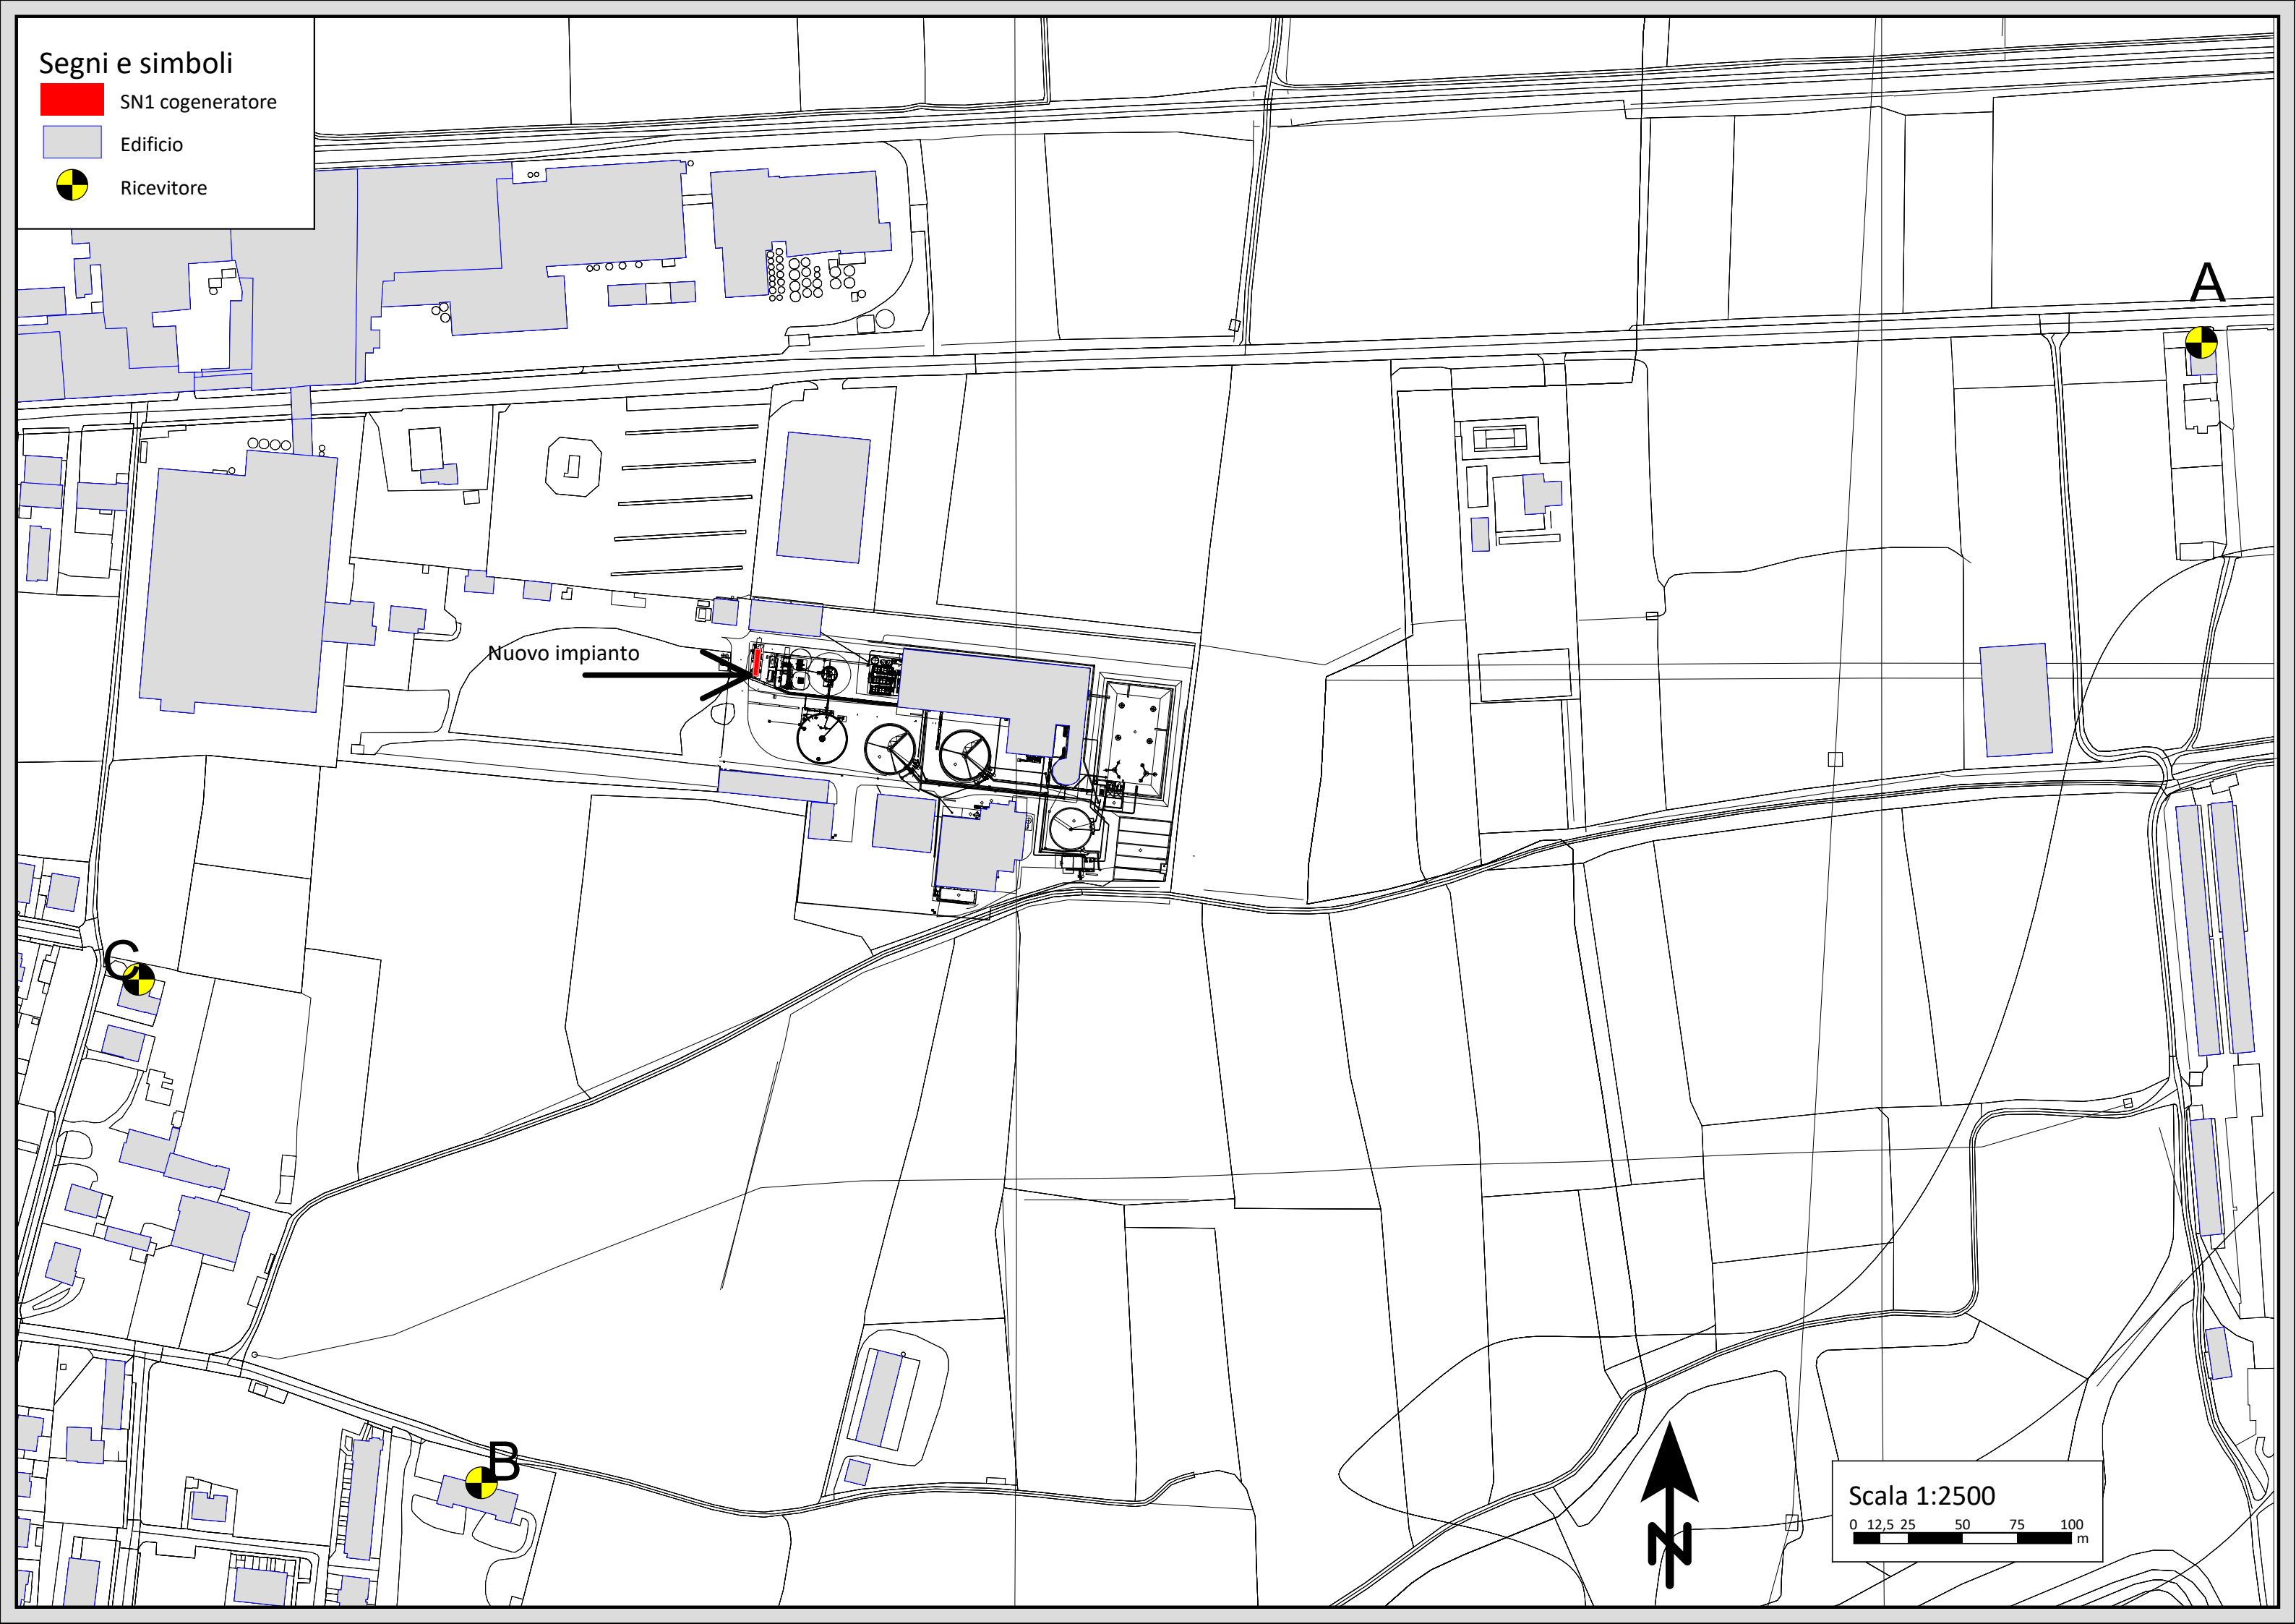 Segni e simboli
SN1 cogeneratore
Edificio
Ricevitore
A
Nuovo impianto
C
B
N
Scala 1:2500
0 12,5 25 50 75 100
m